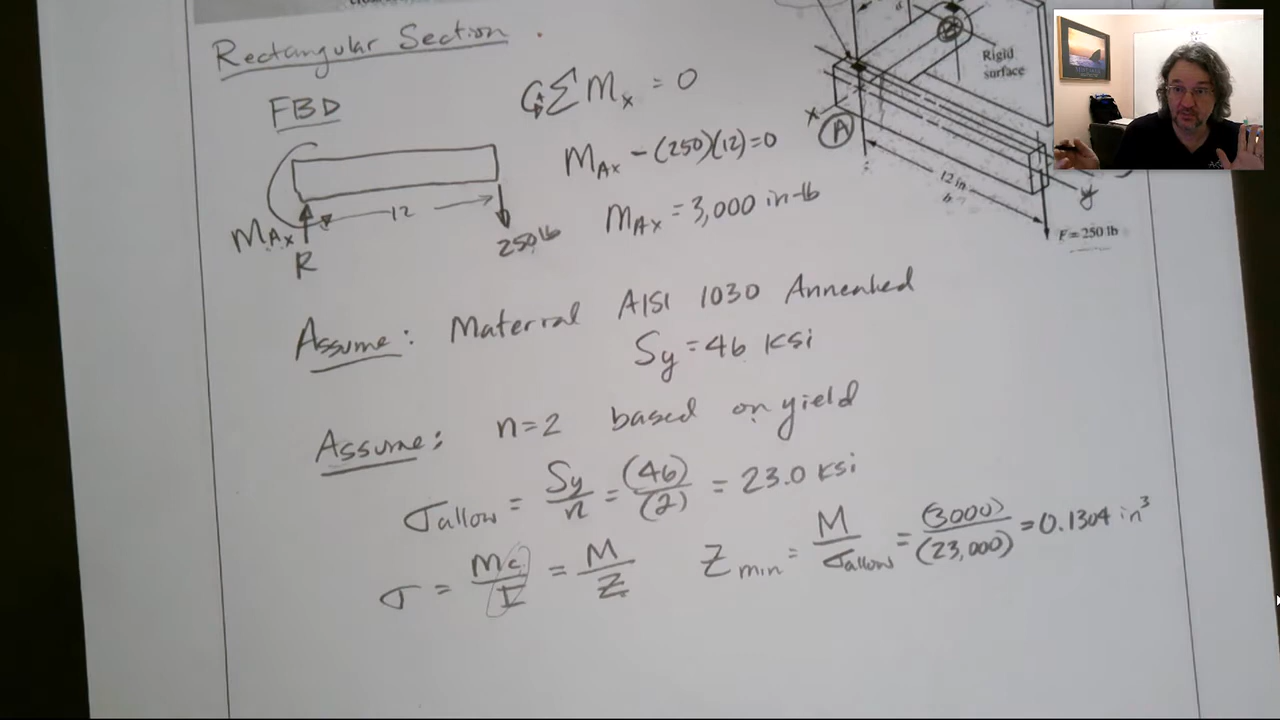 Rectangular Section
FBD
MAx
R
12
250 lb
ΣMx = 0
MAx - (250)(12) = 0
MAx = 3,000 in-lb
Rigid
surface
x
A
12 in
y
F = 250 lb
Assume: Material AISI 1030 Annealed
Sy = 46 ksi
Assume: n = 2 based on yield
σallow = Sy/n = (46)/(2) = 23.0 ksi
σ = Mc/I = M/Z Zmin = M/σallow = (3000)/(23,000) = 0.1304 in³